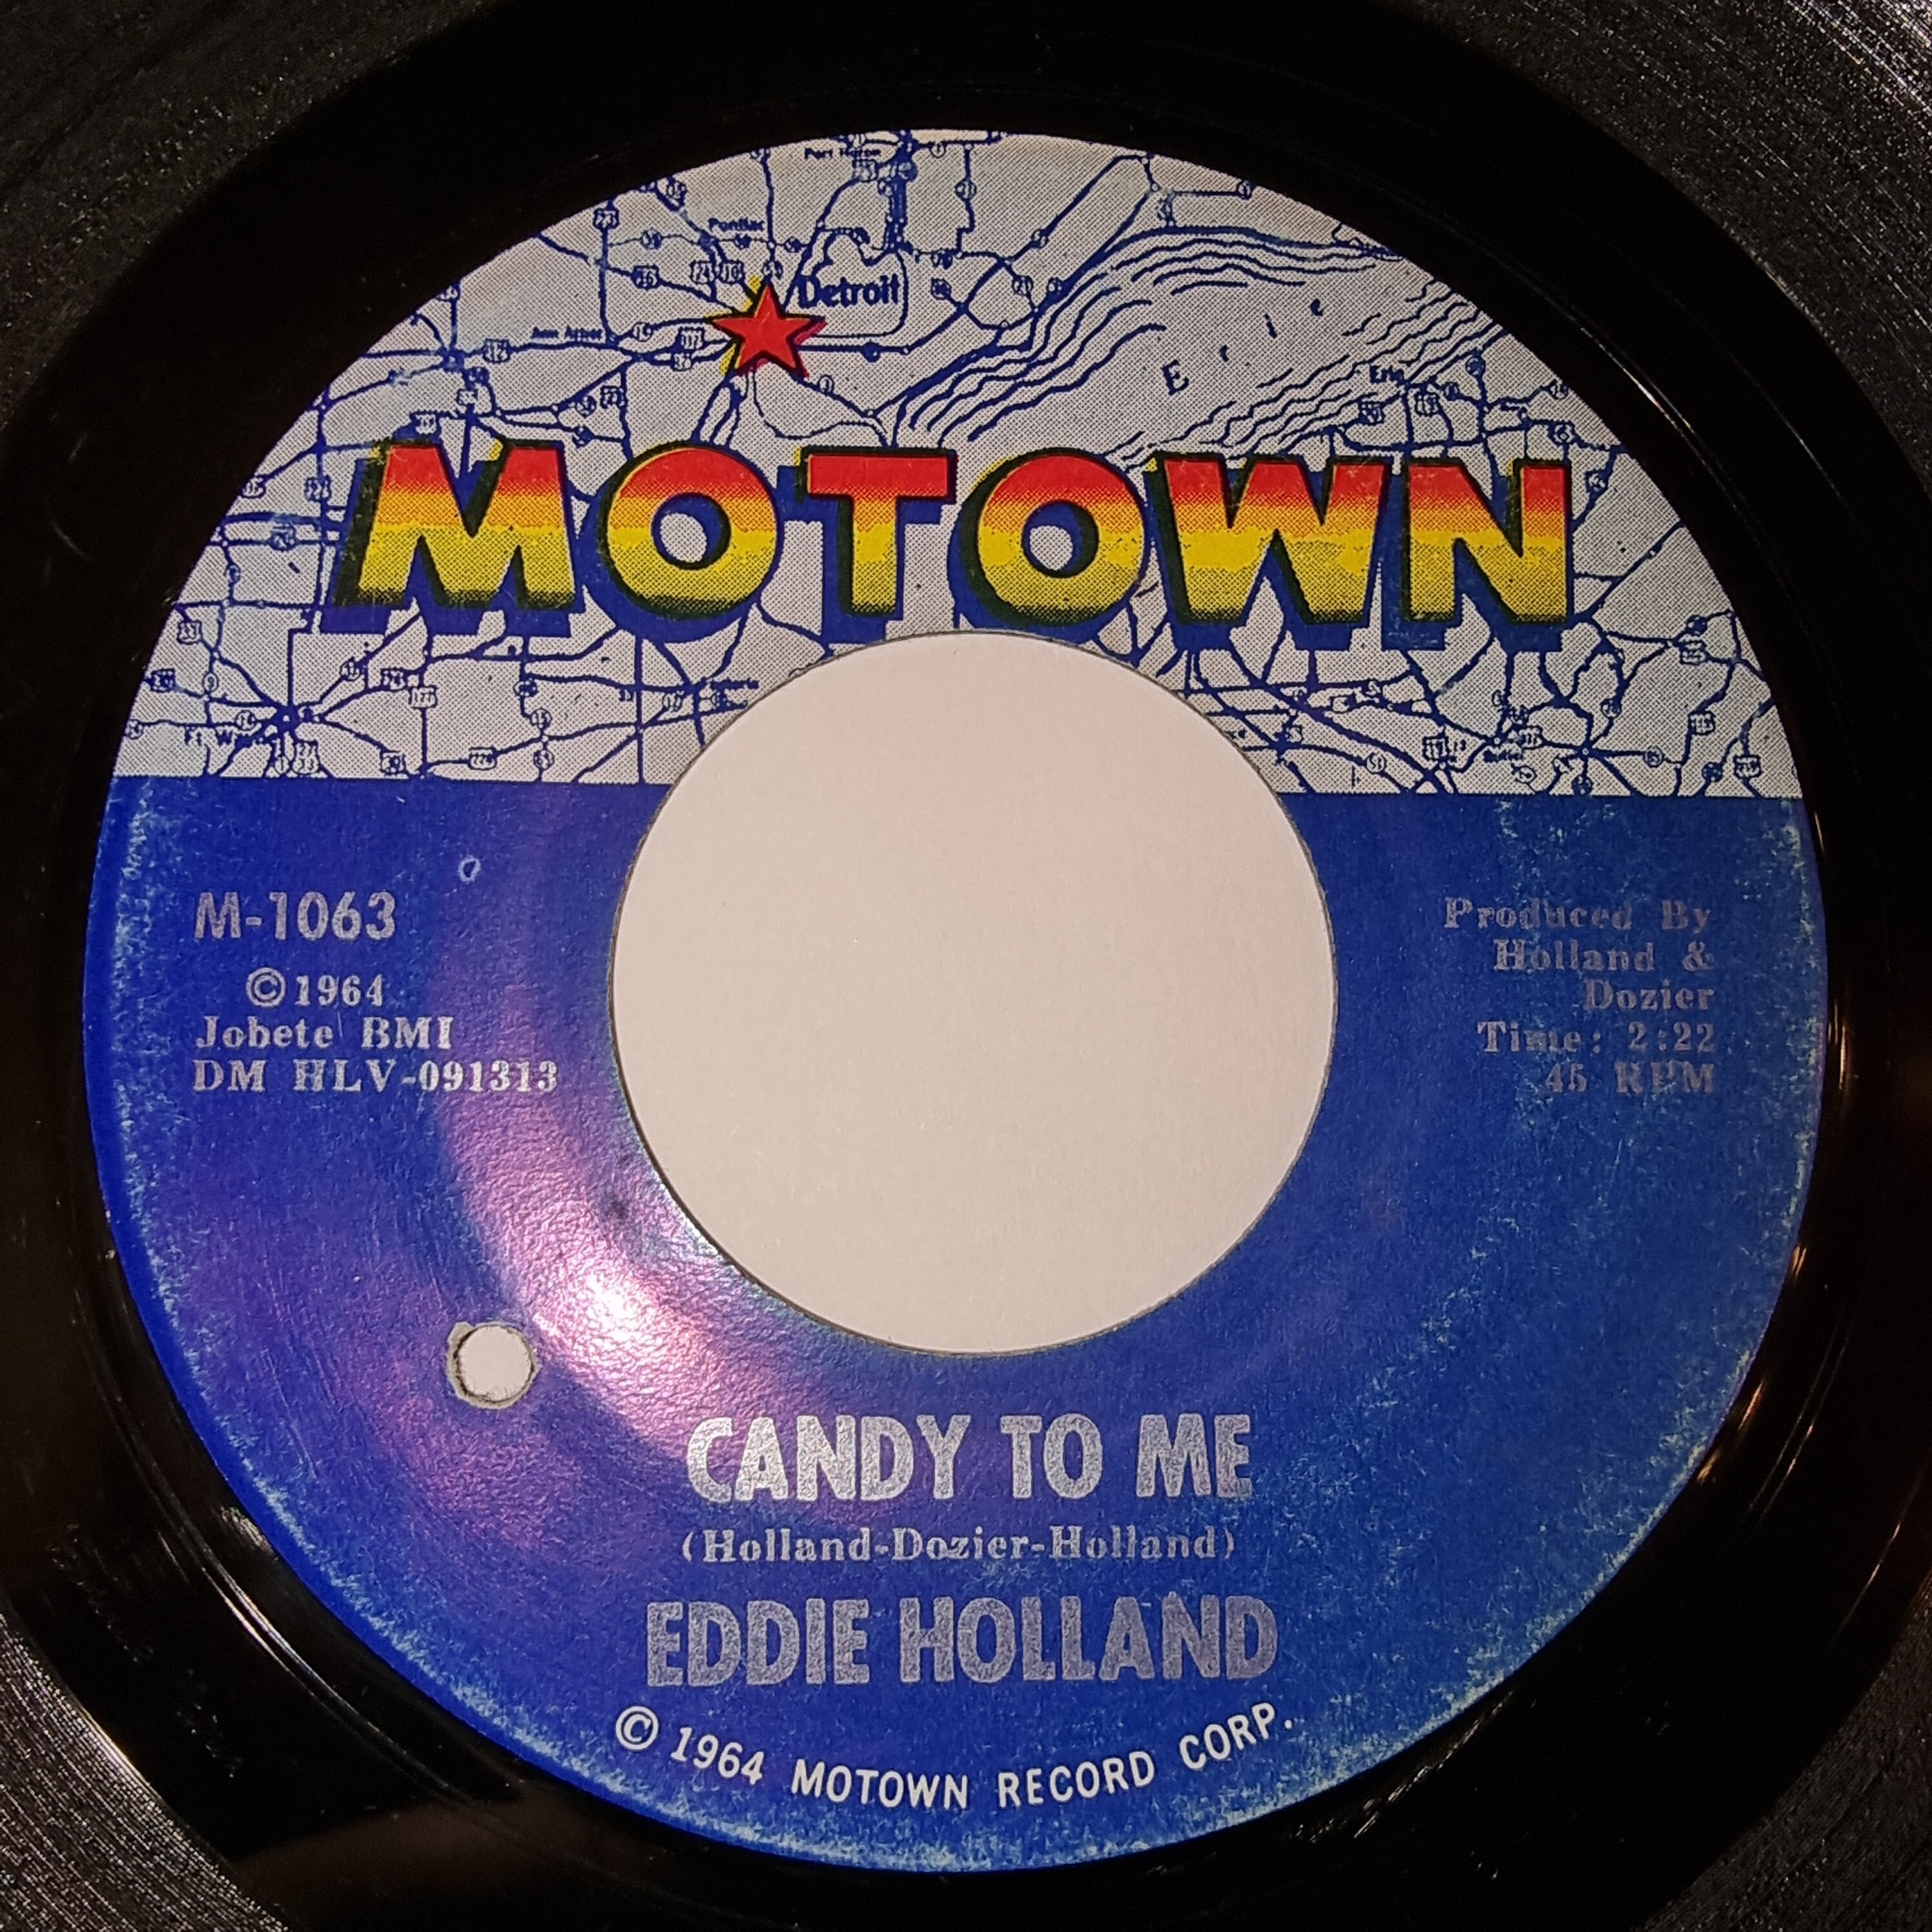 Port Huron
Pontiac
Detroit
Ann Arbor
Erie
Erie
MOTOWN
M-1063
©1964
Jobete BMI
DM HLV-091313
Produced By
Holland &
Dozier
Time: 2:22
45 RPM
CANDY TO ME
(Holland-Dozier-Holland)
EDDIE HOLLAND
© 1964 MOTOWN RECORD CORP.